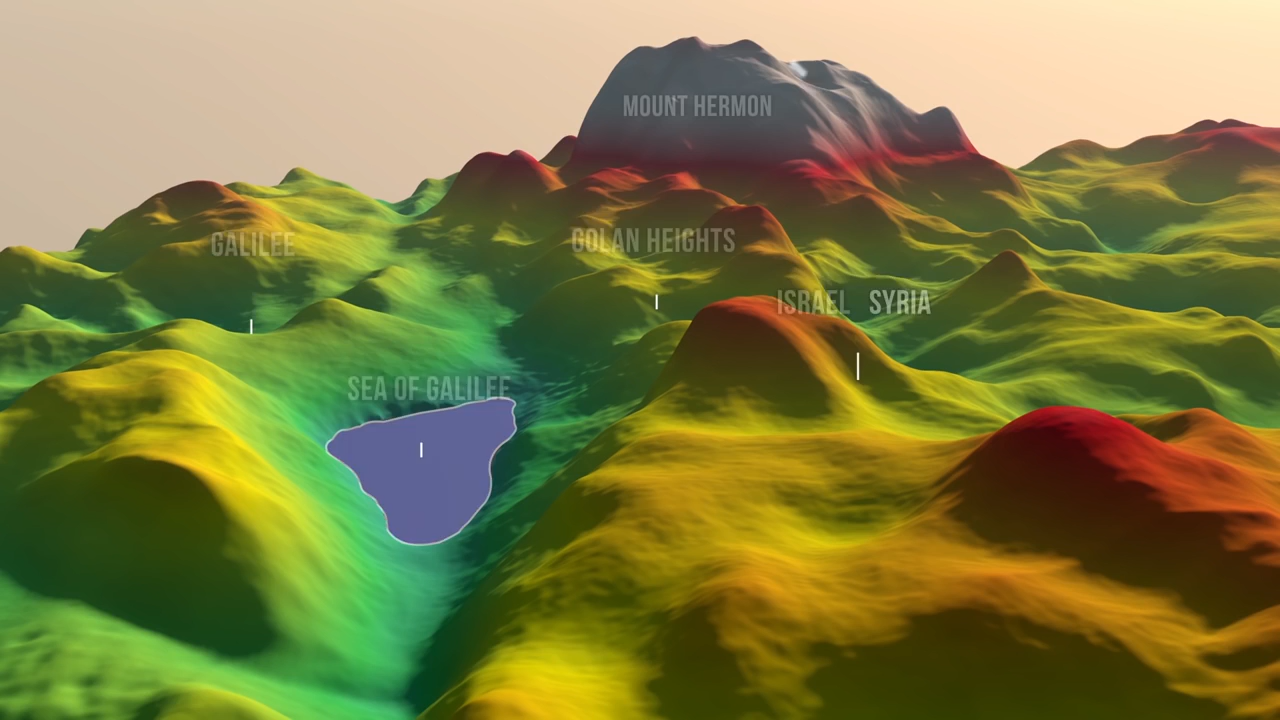 MOUNT HERMON
GALILEE
GOLAN HEIGHTS
ISRAEL SYRIA
SEA OF GALILEE